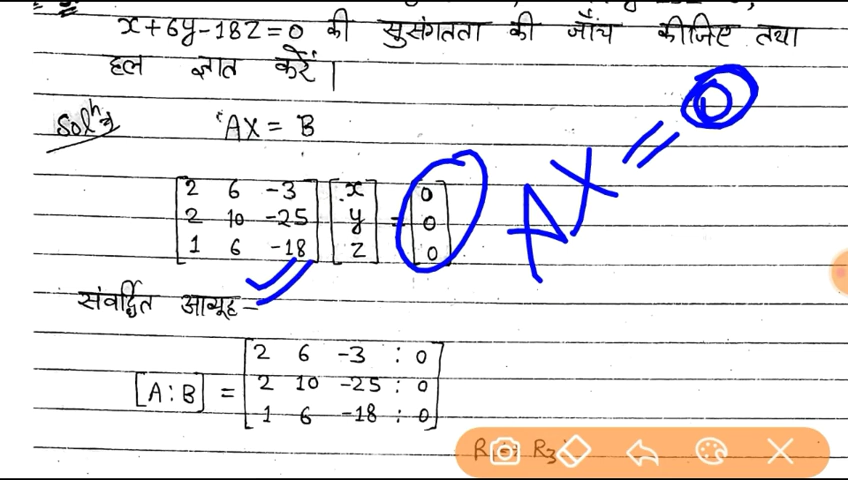 x+6y-18z=0 की सुसंगतता की जाँच कीजिए तथा
हल ज्ञात करें।
Solⁿ⇒ AX = B
AX = 0
[2 6 -3] [x] = [0]
[2 10 -25] [y] [0]
[1 6 -18] [z] [0]
संवर्द्धित आव्यूह-
[A:B] = [2 6 -3 : 0]
[2 10 -25 : 0]
[1 6 -18 : 0]
R₃